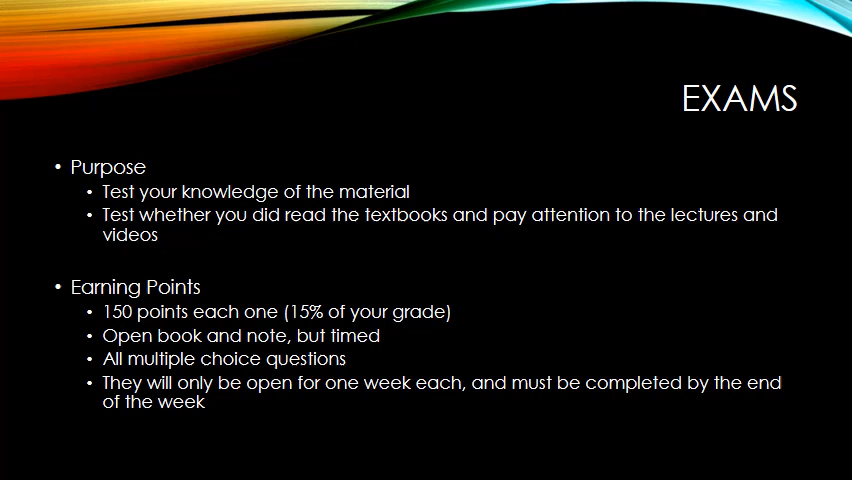 EXAMS
• Purpose
• Test your knowledge of the material
• Test whether you did read the textbooks and pay attention to the lectures and
videos
• Earning Points
• 150 points each one (15% of your grade)
• Open book and note, but timed
• All multiple choice questions
• They will only be open for one week each, and must be completed by the end
of the week